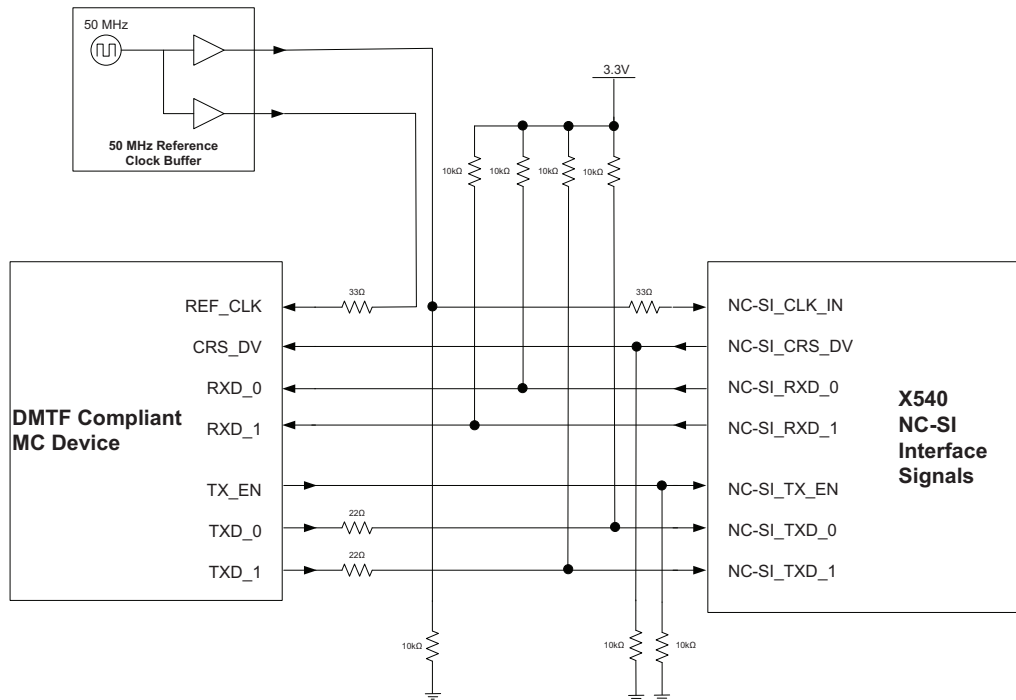 50 MHz
50 MHz Reference
Clock Buffer
3.3V
10kΩ
10kΩ
10kΩ
10kΩ
DMTF Compliant
MC Device
REF_CLK
CRS_DV
RXD_0
RXD_1
TX_EN
TXD_0
TXD_1
33Ω
33Ω
22Ω
22Ω
NC-SI_CLK_IN
NC-SI_CRS_DV
NC-SI_RXD_0
NC-SI_RXD_1
NC-SI_TX_EN
NC-SI_TXD_0
NC-SI_TXD_1
X540
NC-SI
Interface
Signals
10kΩ
10kΩ
10kΩ